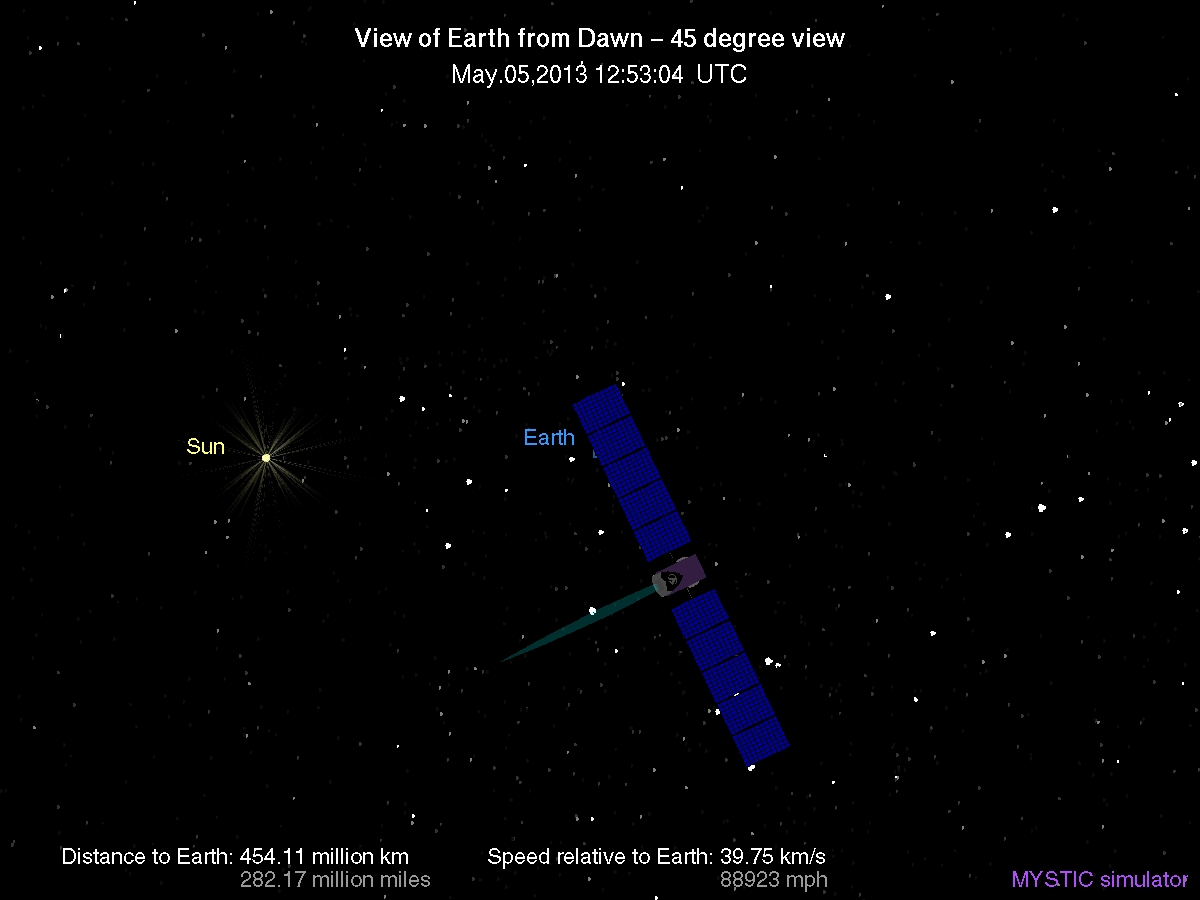 View of Earth from Dawn – 45 degree view
May.05,2013 12:53:04 UTC
Sun
Earth
Distance to Earth: 454.11 million km
282.17 million miles
Speed relative to Earth: 39.75 km/s
88923 mph
MYSTIC simulator